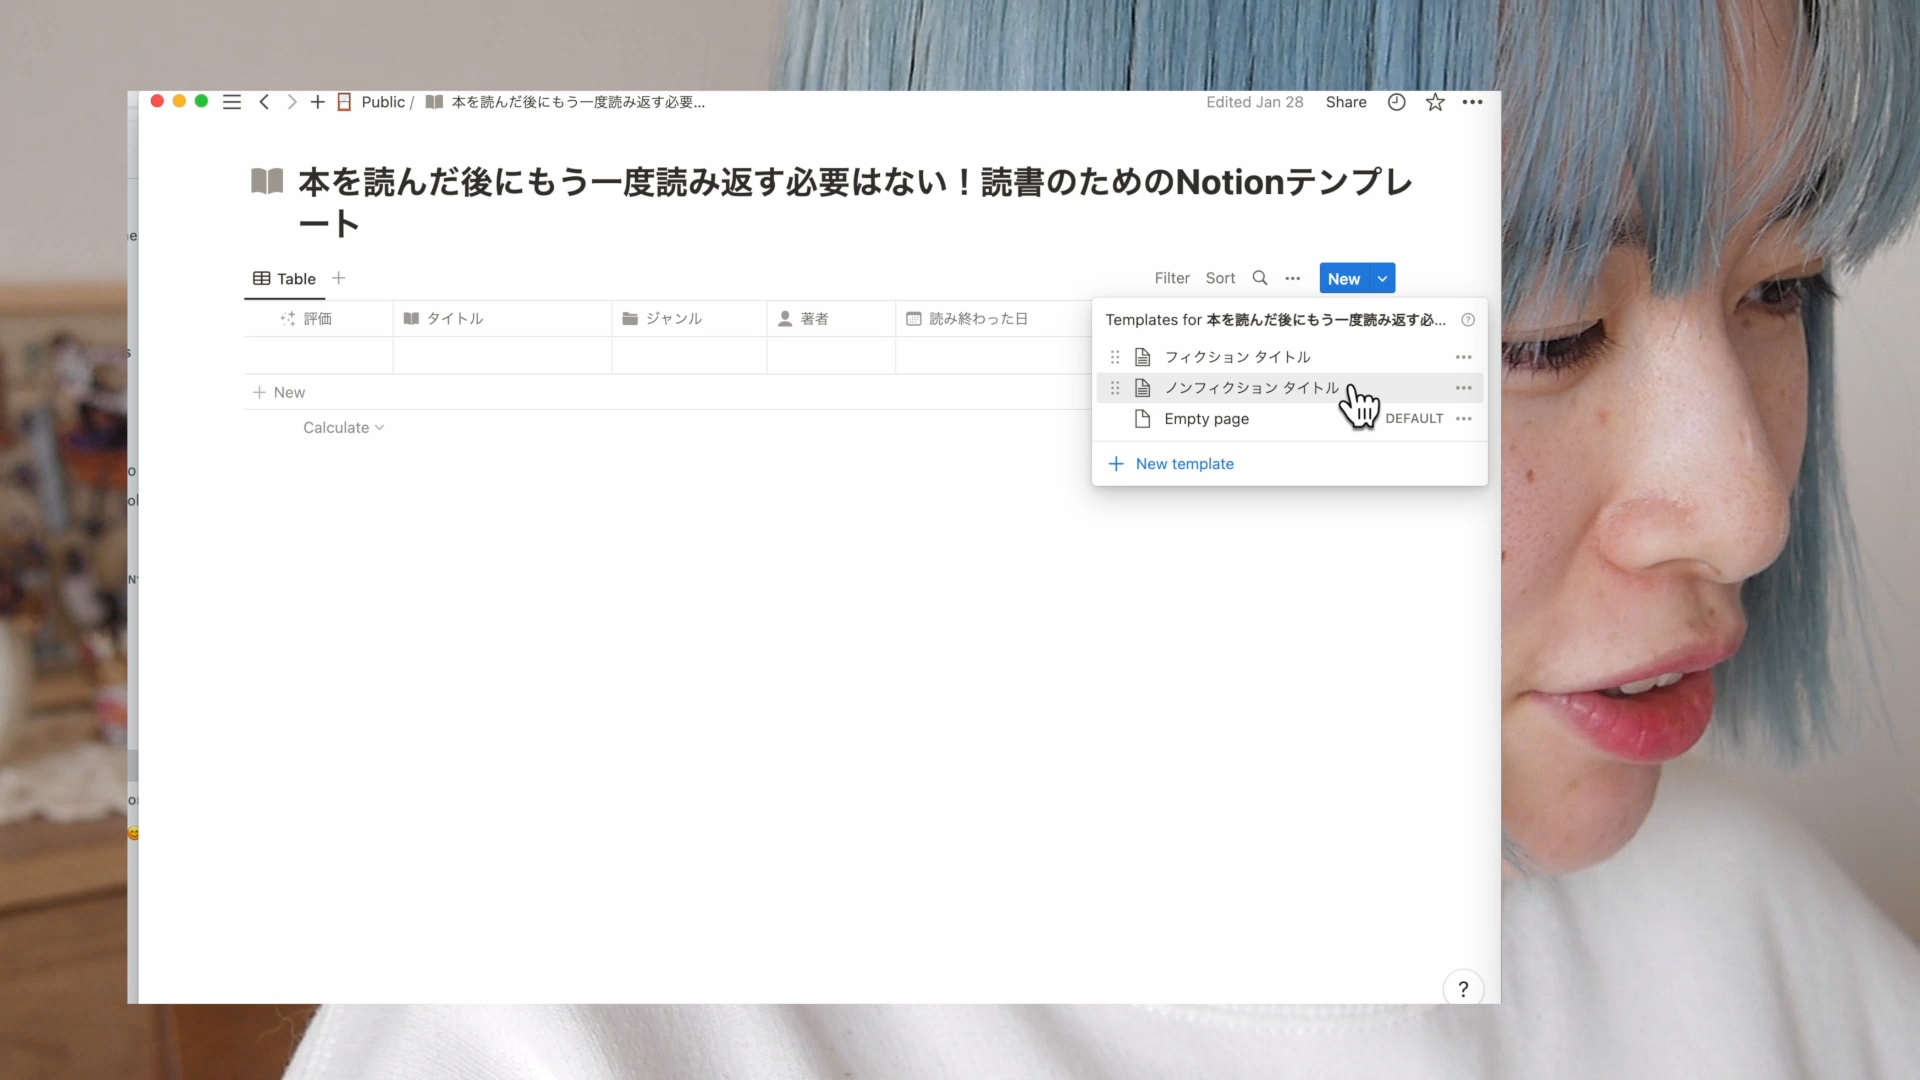 Public / 本を読んだ後にもう一度読み返す必要...
Edited Jan 28 Share
本を読んだ後にもう一度読み返す必要はない！読書のためのNotionテンプレ
ート
Table
Filter Sort New
評価 タイトル ジャンル 著者 読み終わった日
Templates for 本を読んだ後にもう一度読み返す必...
フィクション タイトル
ノンフィクション タイトル
Empty page DEFAULT
New template
New
Calculate
?